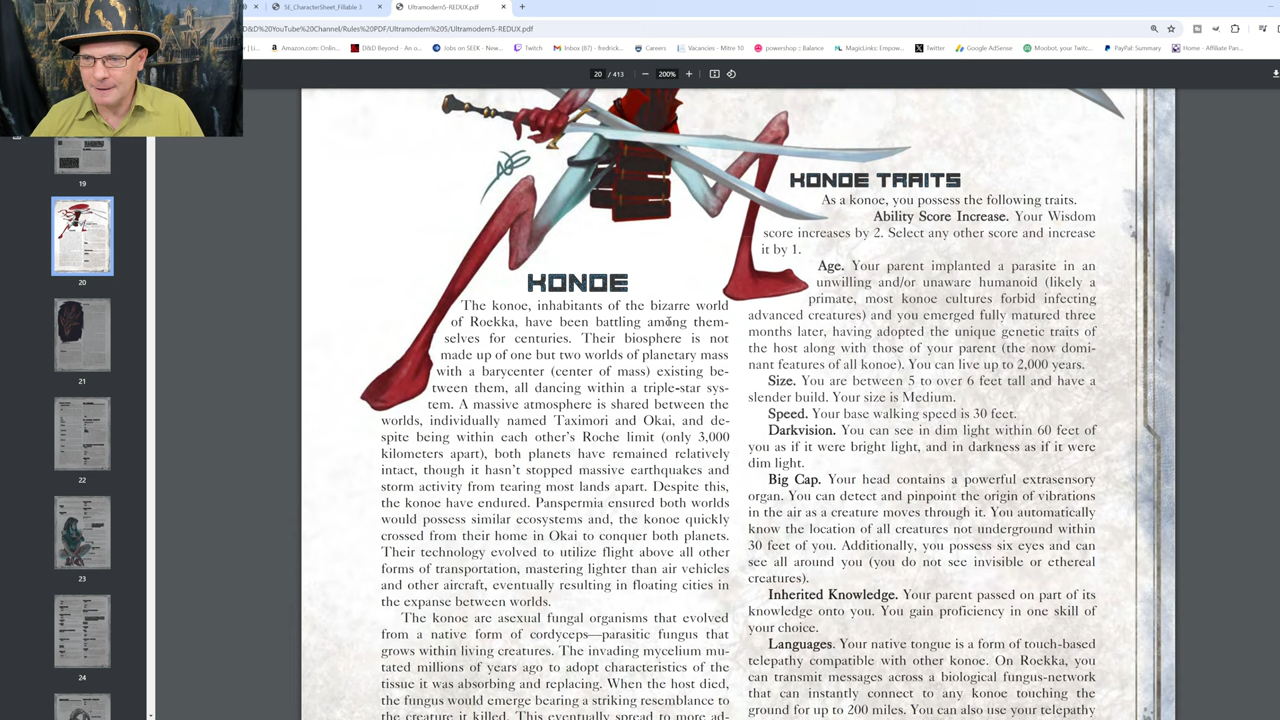 5E_CharacterSheet_Fillable 3
Ultramodern5-REDUX.pdf
D&D%20YouTube%20Channel/Rules%20PDF/Ultramodern%205/Ultramodern5-REDUX.pdf
Amazon.com: Onlin...
D&D Beyond - An o...
Jobs on SEEK - New...
Twitch
Inbox (87) - fredrick...
Careers
Vacancies - Mitre 10
powershop : Balance
MagicLinks: Empow...
Twitter
Google AdSense
Moobot, your Twitc...
PayPal: Summary
Home - Affiliate Pan...
20 / 413
200%
19
20
21
22
23
24
KONOE
The konoe, inhabitants of the bizarre world
of Roekka, have been battling among them-
selves for centuries. Their biosphere is not
made up of one but two worlds of planetary mass
with a barycenter (center of mass) existing be-
tween them, all dancing within a triple-star sys-
tem. A massive atmosphere is shared between the
worlds, individually named Taximori and Okai, and de-
spite being within each other's Roche limit (only 3,000
kilometers apart), both planets have remained relatively
intact, though it hasn't stopped massive earthquakes and
storm activity from tearing most lands apart. Despite this,
the konoe have endured. Panspermia ensured both worlds
would possess similar ecosystems and, the konoe quickly
crossed from their home in Okai to conquer both planets.
Their technology evolved to utilize flight above all other
forms of transportation, mastering lighter than air vehicles
and other aircraft, eventually resulting in floating cities in
the expanse between worlds.
The konoe are asexual fungal organisms that evolved
from a native form of cordyceps—parasitic fungus that
grows within living creatures. The invading mycelium mu-
tated millions of years ago to adopt characteristics of the
tissue it was absorbing and replacing. When the host died,
the fungus would emerge bearing a striking resemblance to
the creature it killed. This eventually spread to more ad-
KONOE TRAITS
As a konoe, you possess the following traits.
Ability Score Increase. Your Wisdom
score increases by 2. Select any other score and increase
it by 1.
Age. Your parent implanted a parasite in an
unwilling and/or unaware humanoid (likely a
primate, most konoe cultures forbid infecting
advanced creatures) and you emerged fully matured three
months later, having adopted the unique genetic traits of
the host along with those of your parent (the now domi-
nant features of all konoe). You can live up to 2,000 years.
Size. You are between 5 to over 6 feet tall and have a
slender build. Your size is Medium.
Speed. Your base walking speed is 30 feet.
Darkvision. You can see in dim light within 60 feet of
you as if it were bright light, and in darkness as if it were
dim light.
Big Cap. Your head contains a powerful extrasensory
organ. You can detect and pinpoint the origin of vibrations
in the air as a creature moves through it. You automatically
know the location of all creatures not underground within
30 feet of you. Additionally, you possess six eyes and can
see all around you (you do not see invisible or ethereal
creatures).
Inherited Knowledge. Your parent passed on part of its
knowledge onto you. You gain proficiency in one skill of
your choice.
Languages. Your native tongue is a form of touch-based
telepathy compatible with other konoe. On Roekka, you
can transmit messages across a biological fungus-network
that can instantly connect to any konoe touching the
ground for up to 200 miles. You can also use your telepathy